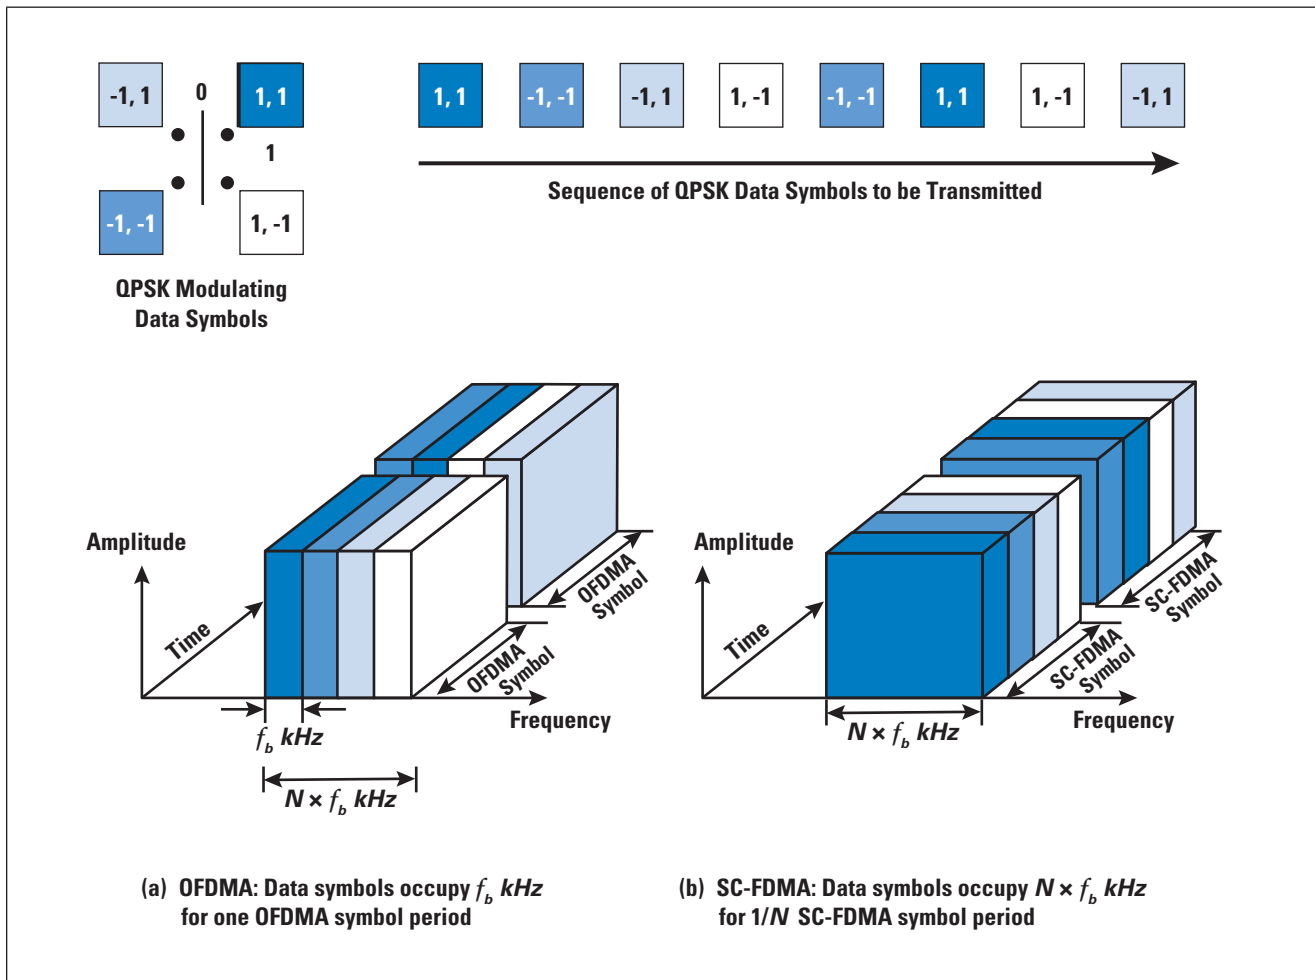 -1, 1
0
1, 1
1
-1, -1
1, -1
QPSK Modulating
Data Symbols
1, 1
-1, -1
-1, 1
1, -1
-1, -1
1, 1
1, -1
-1, 1
Sequence of QPSK Data Symbols to be Transmitted
Amplitude
Time
OFDMA
Symbol
OFDMA
Symbol
Frequency
f_b kHz
N × f_b kHz
(a) OFDMA: Data symbols occupy f_b kHz
for one OFDMA symbol period
Amplitude
Time
SC-FDMA
Symbol
SC-FDMA
Symbol
Frequency
N × f_b kHz
(b) SC-FDMA: Data symbols occupy N × f_b kHz
for 1/N SC-FDMA symbol period